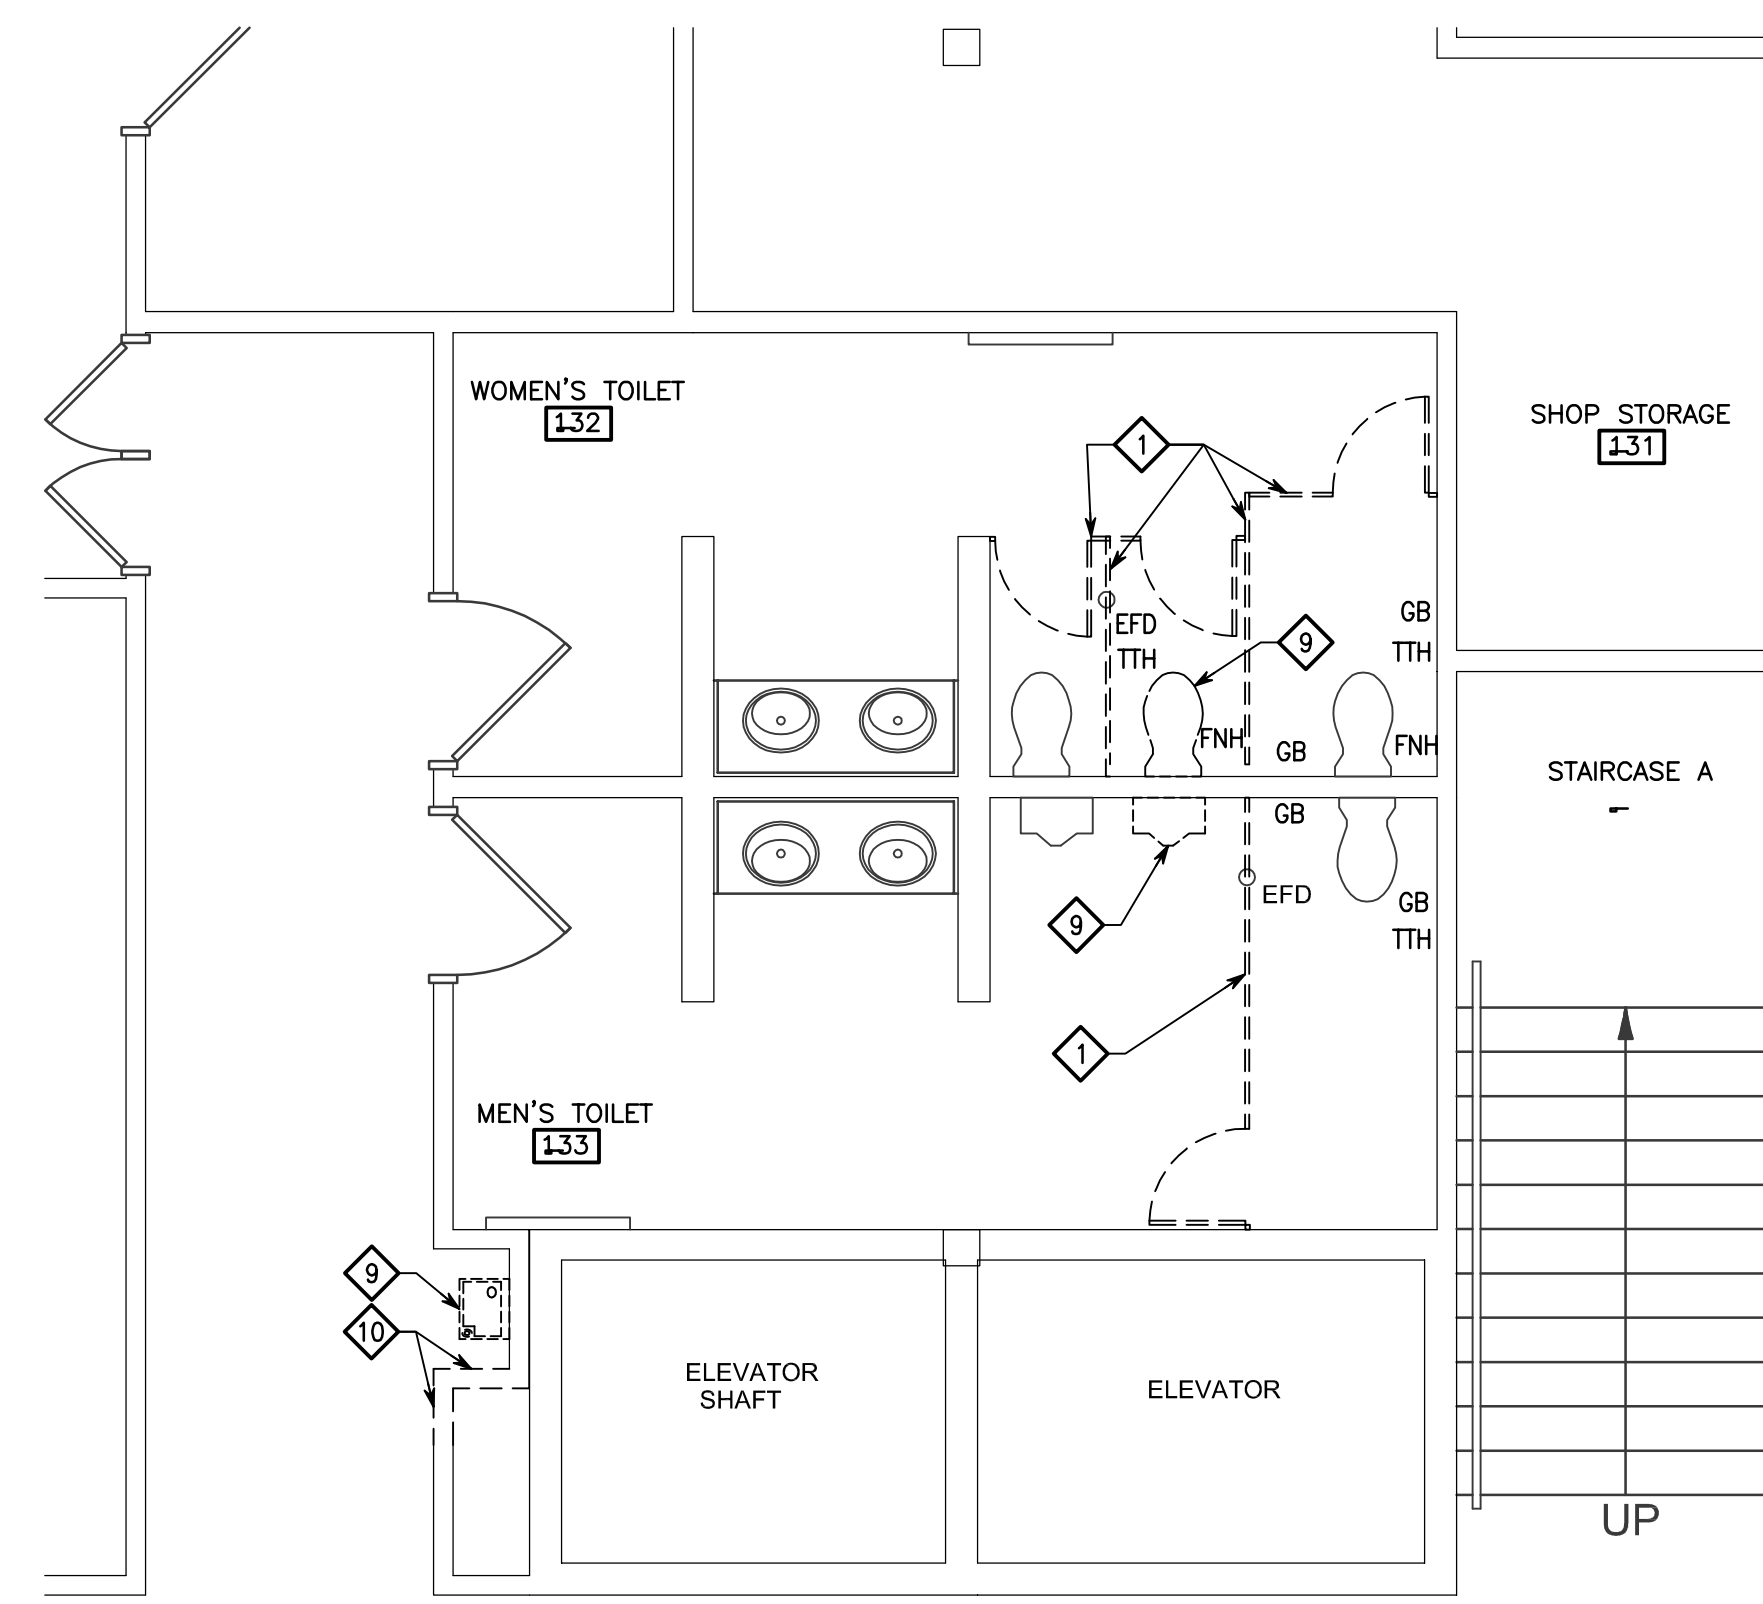 WOMEN'S TOILET
132
SHOP STORAGE
131
1
GB
EFD
TTH
9
TTH
FNH
GB
FNH
STAIRCASE A
GB
EFD
GB
9
TTH
1
MEN'S TOILET
133
9
10
ELEVATOR
SHAFT
ELEVATOR
UP